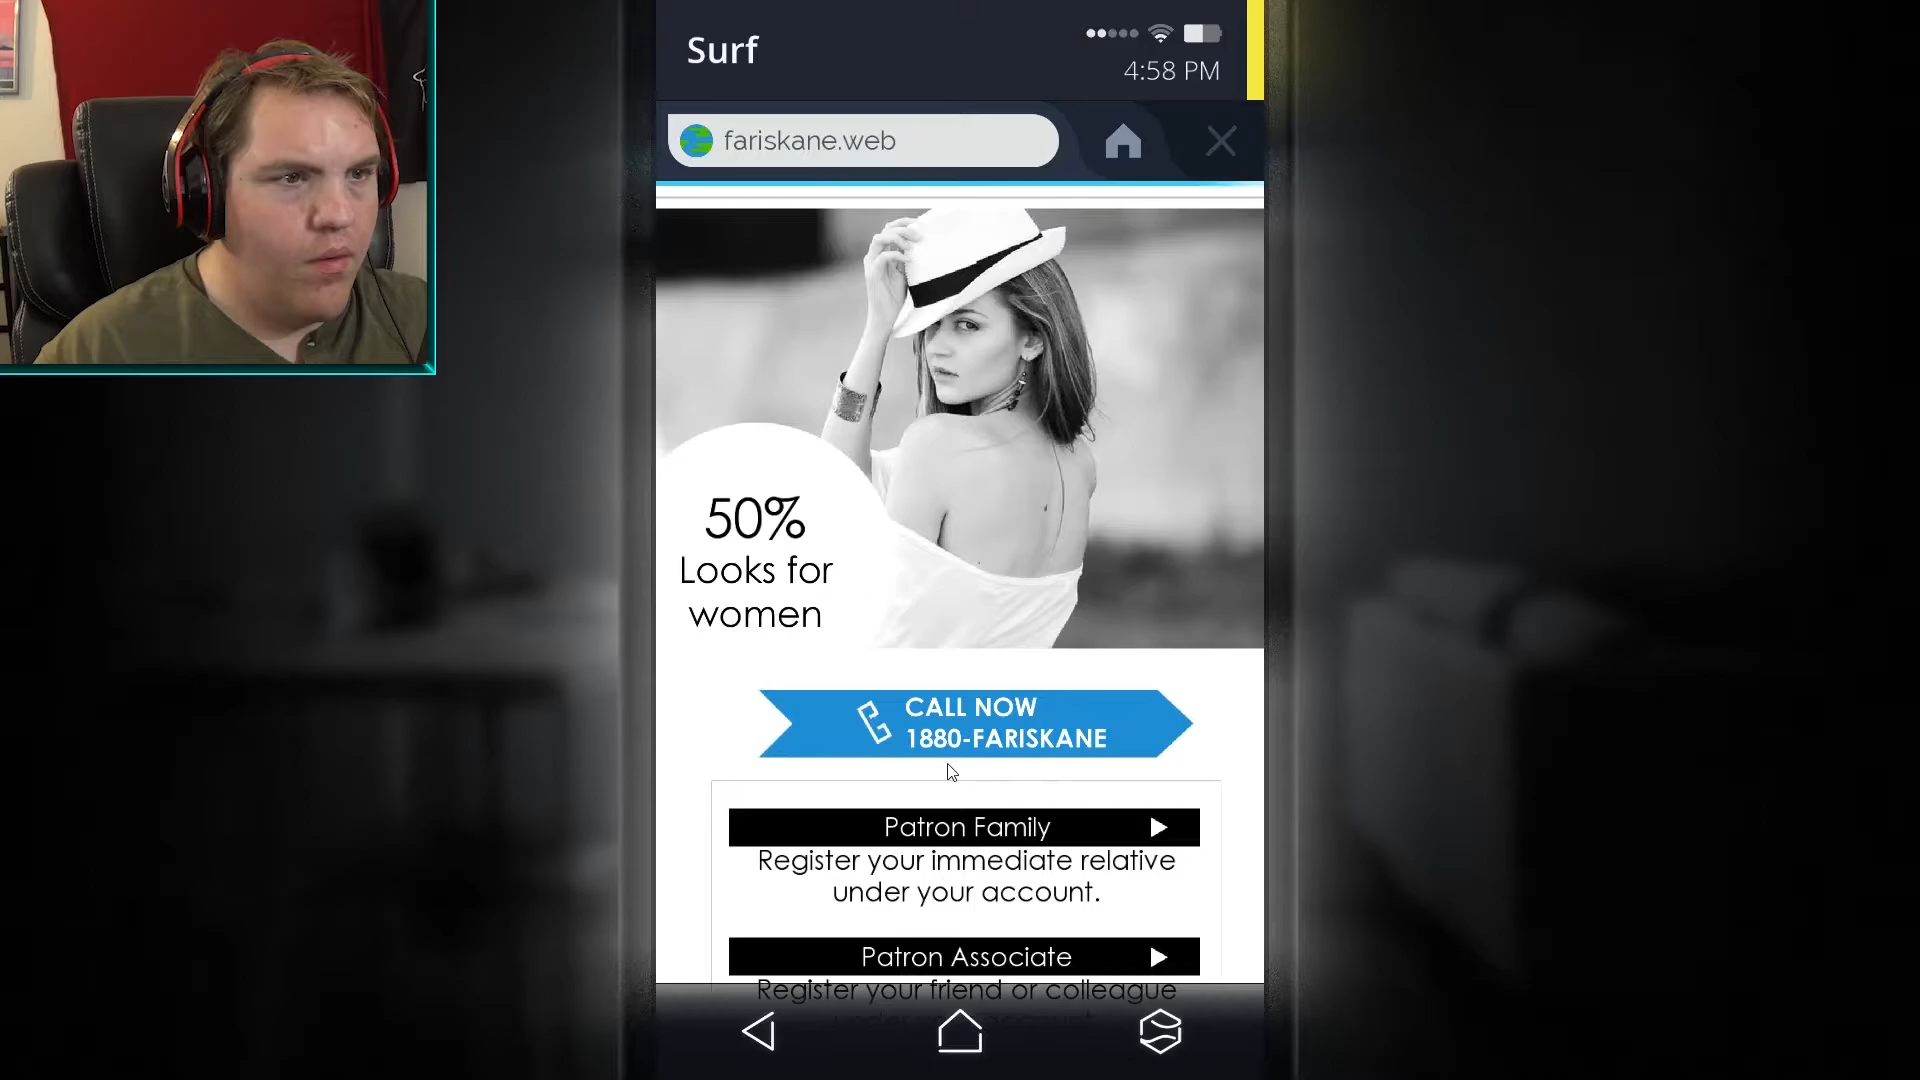 Surf
4:58 PM
fariskane.web
50%
Looks for
women
CALL NOW
1880-FARISKANE
Patron Family
Register your immediate relative
under your account.
Patron Associate
Register your friend or colleague